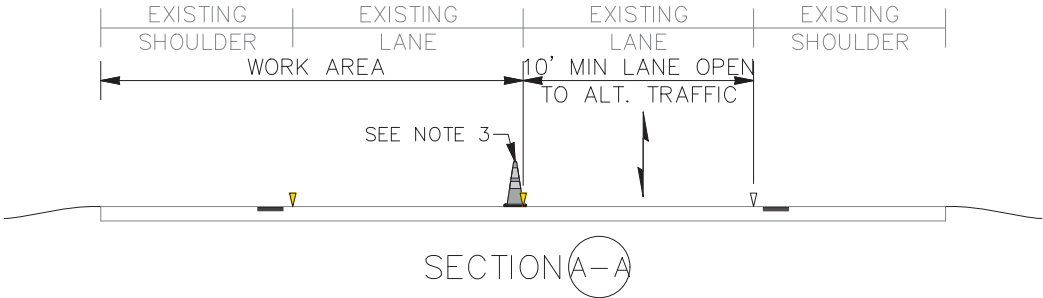 EXISTING EXISTING EXISTING EXISTING
SHOULDER LANE LANE SHOULDER
WORK AREA 10' MIN LANE OPEN
TO ALT. TRAFFIC
SEE NOTE 3
SECTION A-A